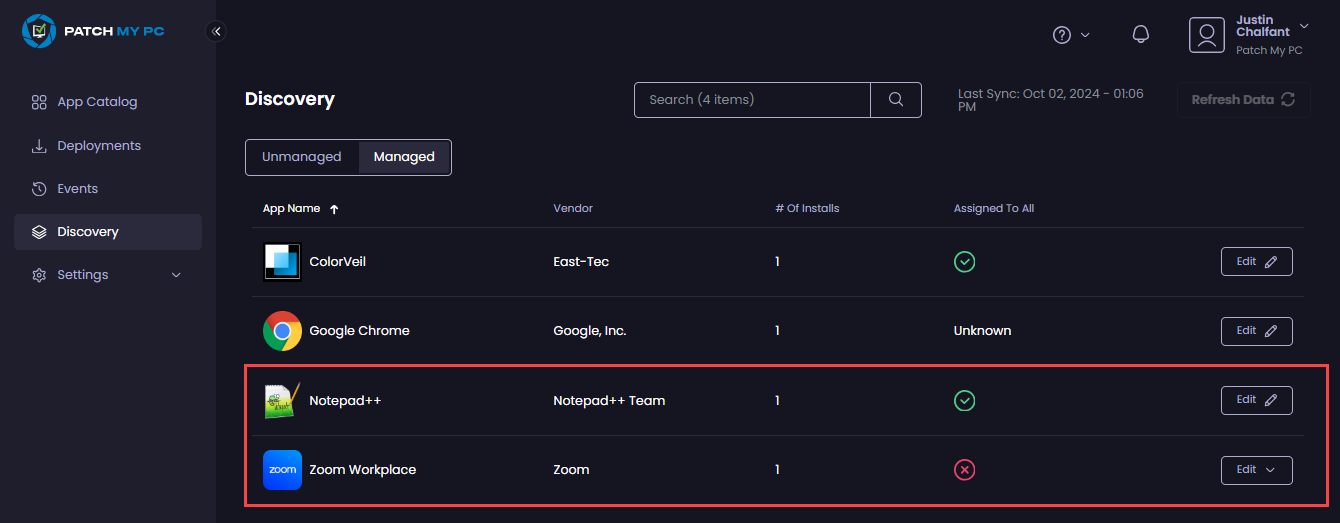 PATCH MY PC
Justin
Chalfant
Patch My PC
App Catalog
Deployments
Events
Discovery
Settings
Discovery
Search (4 items)
Last Sync: Oct 02, 2024 - 01:06
PM
Refresh Data
Unmanaged Managed
App Name Vendor # Of Installs Assigned To All
ColorVeil East-Tec 1 Edit
Google Chrome Google, Inc. 1 Unknown Edit
Notepad++ Notepad++ Team 1 Edit
zoom Zoom Workplace Zoom 1 Edit